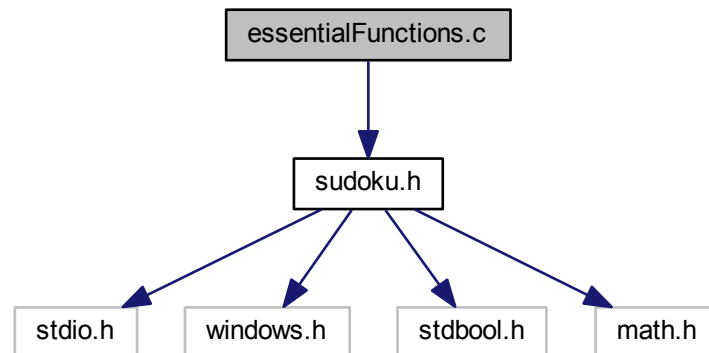 essentialFunctions.c
sudoku.h
stdio.h
windows.h
stdbool.h
math.h